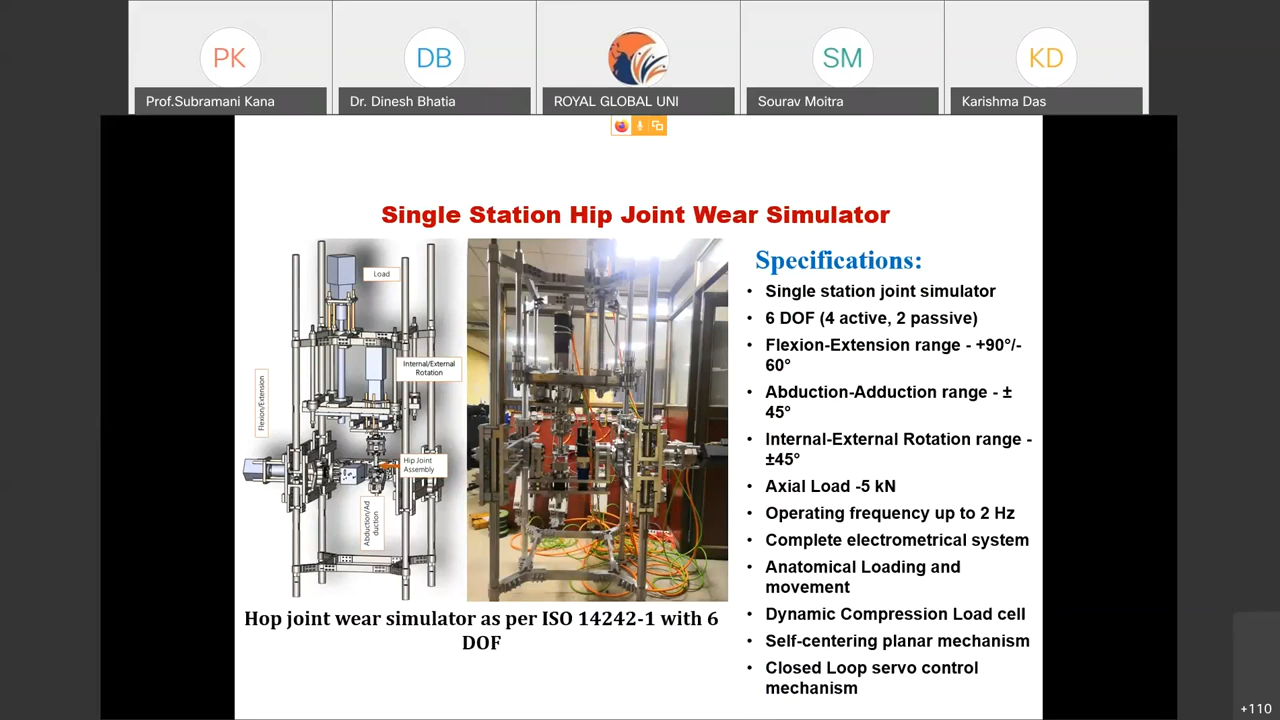 PK
DB
SM
KD
Prof.Subramani Kana
Dr. Dinesh Bhatia
ROYAL GLOBAL UNI
Sourav Moitra
Karishma Das
Single Station Hip Joint Wear Simulator
Load
Internal/External
Rotation
Flexion/Extension
Hip Joint
Assembly
Abduction/Ad
duction
Hop joint wear simulator as per ISO 14242-1 with 6
DOF
Specifications:
• Single station joint simulator
• 6 DOF (4 active, 2 passive)
• Flexion-Extension range - +90°/-
60°
• Abduction-Adduction range - ±
45°
• Internal-External Rotation range -
±45°
• Axial Load -5 kN
• Operating frequency up to 2 Hz
• Complete electrometrical system
• Anatomical Loading and
movement
• Dynamic Compression Load cell
• Self-centering planar mechanism
• Closed Loop servo control
mechanism
+110